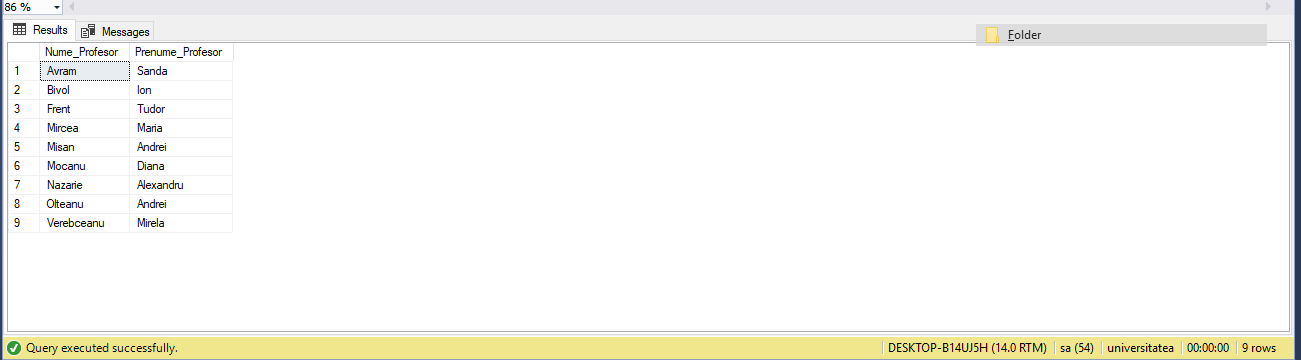 86 %
Results Messages
Folder
Nume_Profesor Prenume_Profesor
1 Avram Sanda
2 Bivol Ion
3 Frent Tudor
4 Mircea Maria
5 Misan Andrei
6 Mocanu Diana
7 Nazarie Alexandru
8 Olteanu Andrei
9 Verebceanu Mirela
Query executed successfully. DESKTOP-B14UJ5H (14.0 RTM) sa (54) universitatea 00:00:00 9 rows